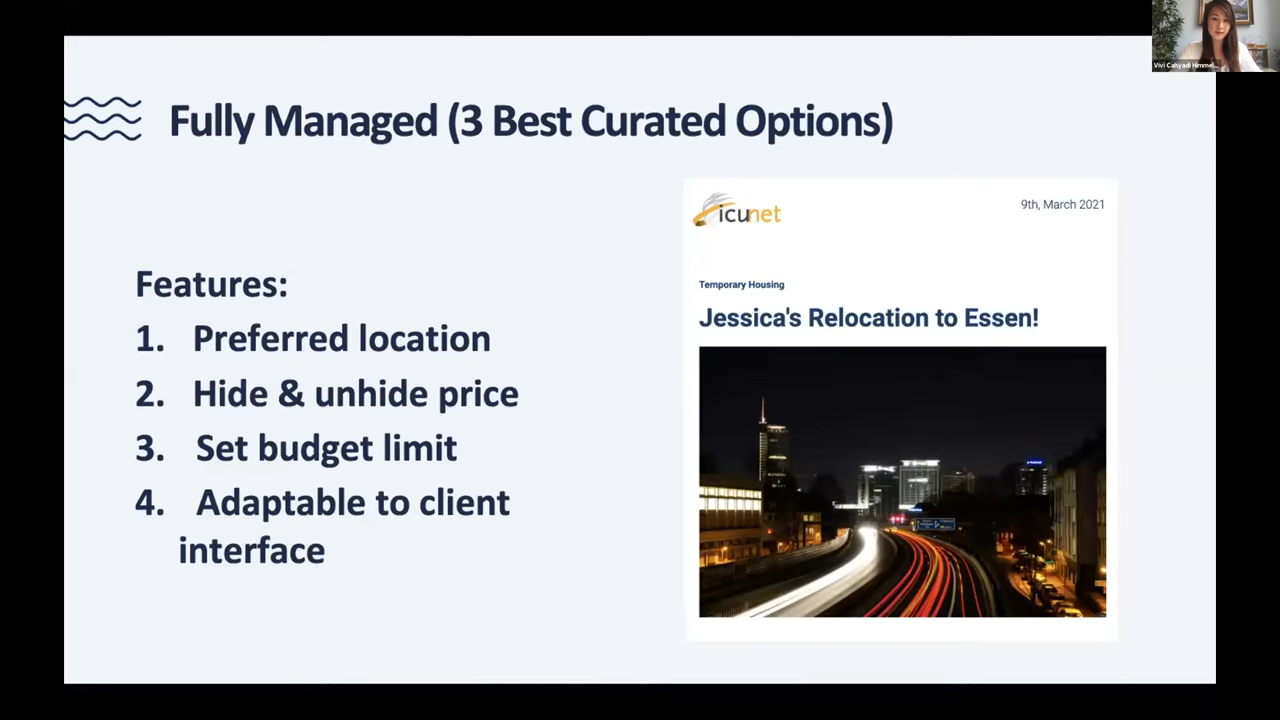 Vivi Cahyadi Himmel...
Fully Managed (3 Best Curated Options)
Features:
1. Preferred location
2. Hide & unhide price
3. Set budget limit
4. Adaptable to client
interface
icunet
9th, March 2021
Temporary Housing
Jessica's Relocation to Essen!